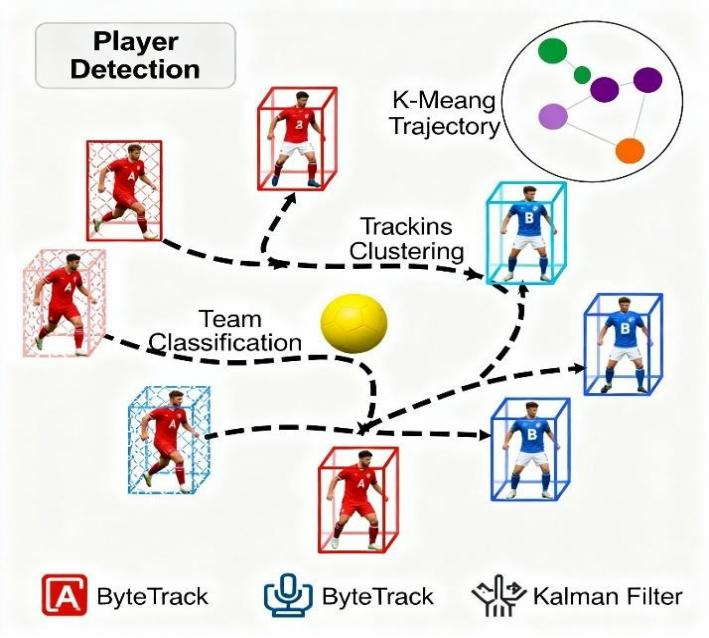 Player
Detection
K-Meang
Trajectory
Trackins
Clustering
Team
Classification
A
A
A
A
B
B
B
B
A ByteTrack
ByteTrack
Kalman Filter